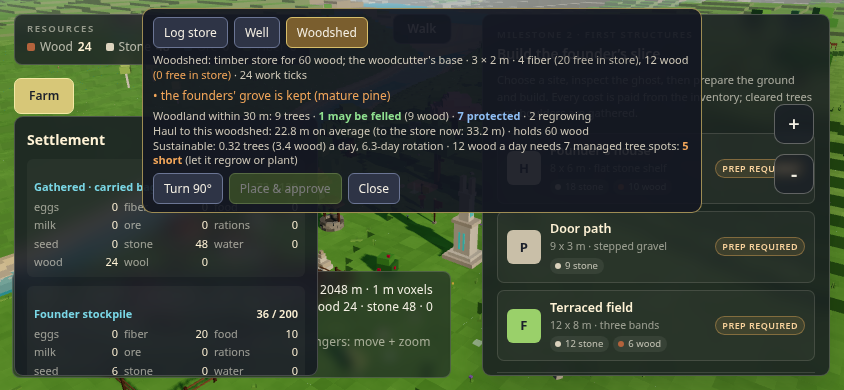 RESOURCES
Wood 24
Stone
Farm
Log store
Well
Woodshed
Walk
Woodshed: timber store for 60 wood; the woodcutter's base · 3 × 2 m · 4 fiber (20 free in store), 12 wood
(0 free in store) · 24 work ticks
• the founders' grove is kept (mature pine)
Woodland within 30 m: 9 trees · 1 may be felled (9 wood) · 7 protected · 2 regrowing
Haul to this woodshed: 22.8 m on average (to the store now: 33.2 m) · holds 60 wood
Sustainable: 0.32 trees (3.4 wood) a day, 6.3-day rotation · 12 wood a day needs 7 managed tree spots: 5
short (let it regrow or plant)
Turn 90°
Place & approve
Close
Settlement
Gathered · carried b
eggs 0 fibe 0
milk 0 ore 0 rations 0
seed 0 stone 48 water 0
wood 24 wool 0
Founder stockpile 36 / 200
eggs 0 fiber 20 food 10
milk 0 ore 0 rations 0
seed 6 stone 0 water 0
2048 m · 1 m voxels
ood 24 · stone 48 · 0
ngers: move + zoom
Build the founder's slice
prepare the ground
inventory; cleared trees
+
-
H
PREP REQUIRED
P
Door path
9 x 3 m · stepped gravel
9 stone
PREP REQUIRED
F
Terraced field
12 x 8 m · three bands
12 stone
6 wood
PREP REQUIRED